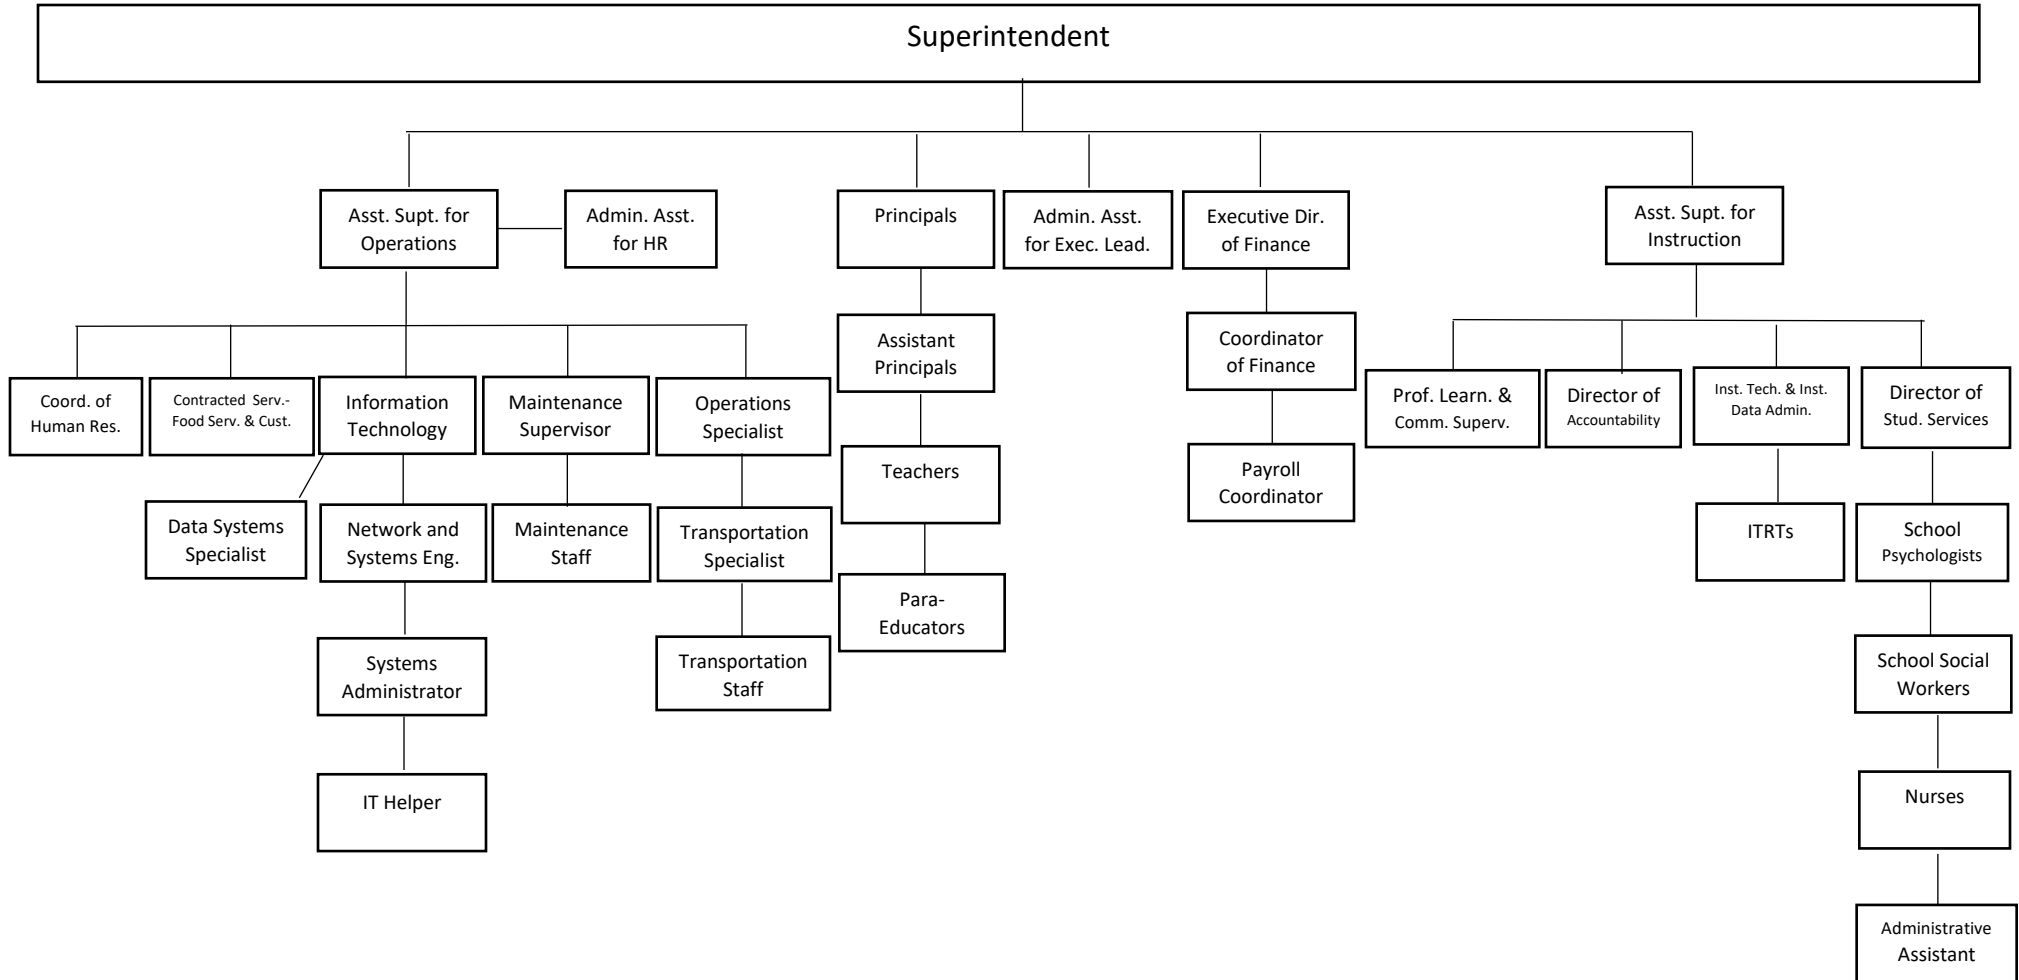 Superintendent
Asst. Supt. for
Operations
Admin. Asst.
for HR
Principals
Admin. Asst.
for Exec. Lead.
Executive Dir.
of Finance
Asst. Supt. for
Instruction
Assistant
Principals
Coordinator
of Finance
Coord. of
Human Res.
Contracted Serv.-
Food Serv. & Cust.
Information
Technology
Maintenance
Supervisor
Operations
Specialist
Prof. Learn. &
Comm. Superv.
Director of
Accountability
Inst. Tech. & Inst.
Data Admin.
Director of
Stud. Services
Teachers
Payroll
Coordinator
Data Systems
Specialist
Network and
Systems Eng.
Maintenance
Staff
Transportation
Specialist
ITRTs
School
Psychologists
Para-
Educators
Systems
Administrator
Transportation
Staff
School Social
Workers
IT Helper
Nurses
Administrative
Assistant